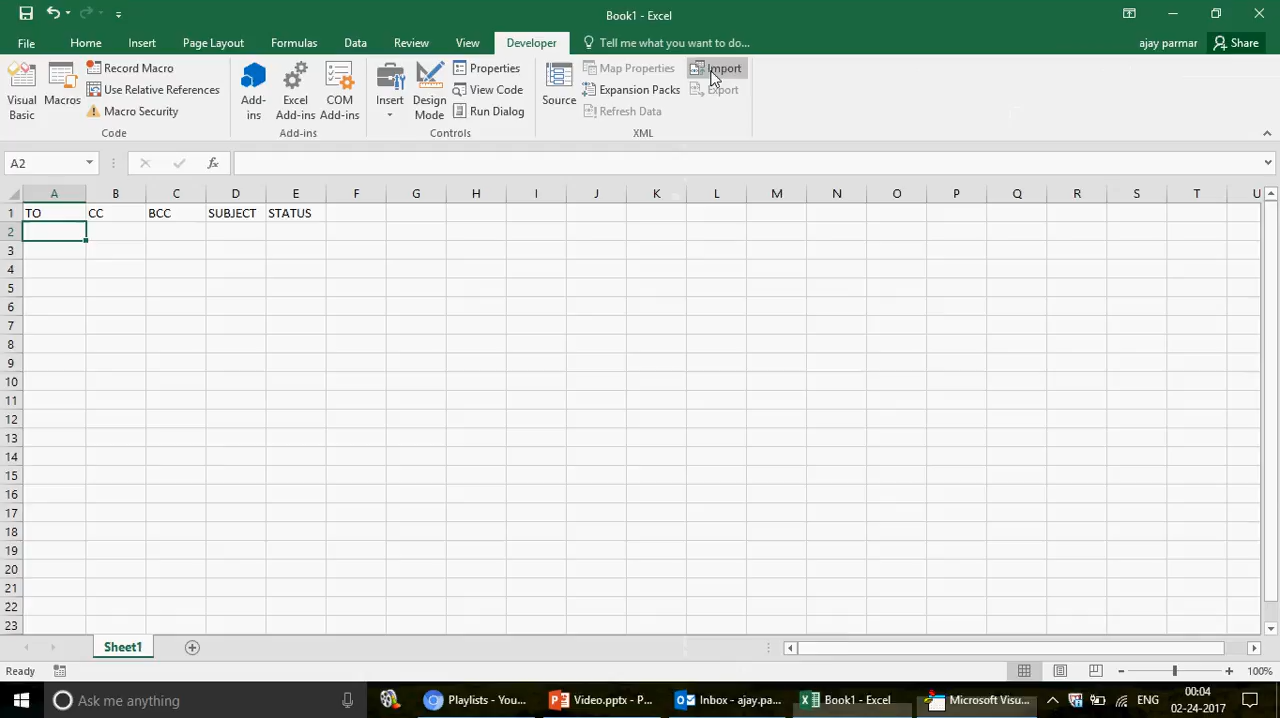 Book1 - Excel
File Home Insert Page Layout Formulas Data Review View Developer Tell me what you want to do... ajay parmar Share
Record Macro Properties Map Properties Import
Use Relative References View Code Expansion Packs Export
Macro Security Run Dialog Refresh Data
Visual Basic Macros Add-ins Excel Add-ins COM Add-ins Insert Design Mode Source
Code Add-ins Controls XML
A2 fx
A B C D E F G H I J K L M N O P Q R S T U
1 TO CC BCC SUBJECT STATUS
2
3
4
5
6
7
8
9
10
11
12
13
14
15
16
17
18
19
20
21
22
23
Sheet1
Ready 100%
Ask me anything Playlists - You... Video.pptx - P... Inbox - ajay.pa... Book1 - Excel Microsoft Visu... ENG 00:04
02-24-2017